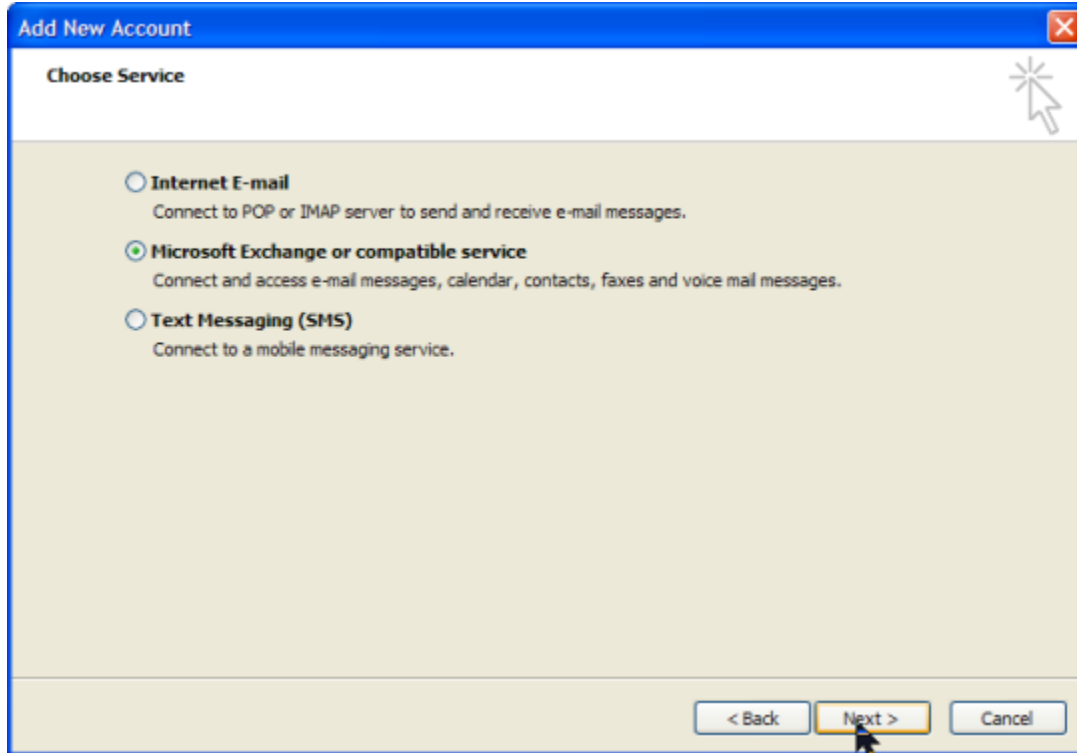 Add New Account
Choose Service
Internet E-mail
Connect to POP or IMAP server to send and receive e-mail messages.
Microsoft Exchange or compatible service
Connect and access e-mail messages, calendar, contacts, faxes and voice mail messages.
Text Messaging (SMS)
Connect to a mobile messaging service.
< Back Next > Cancel